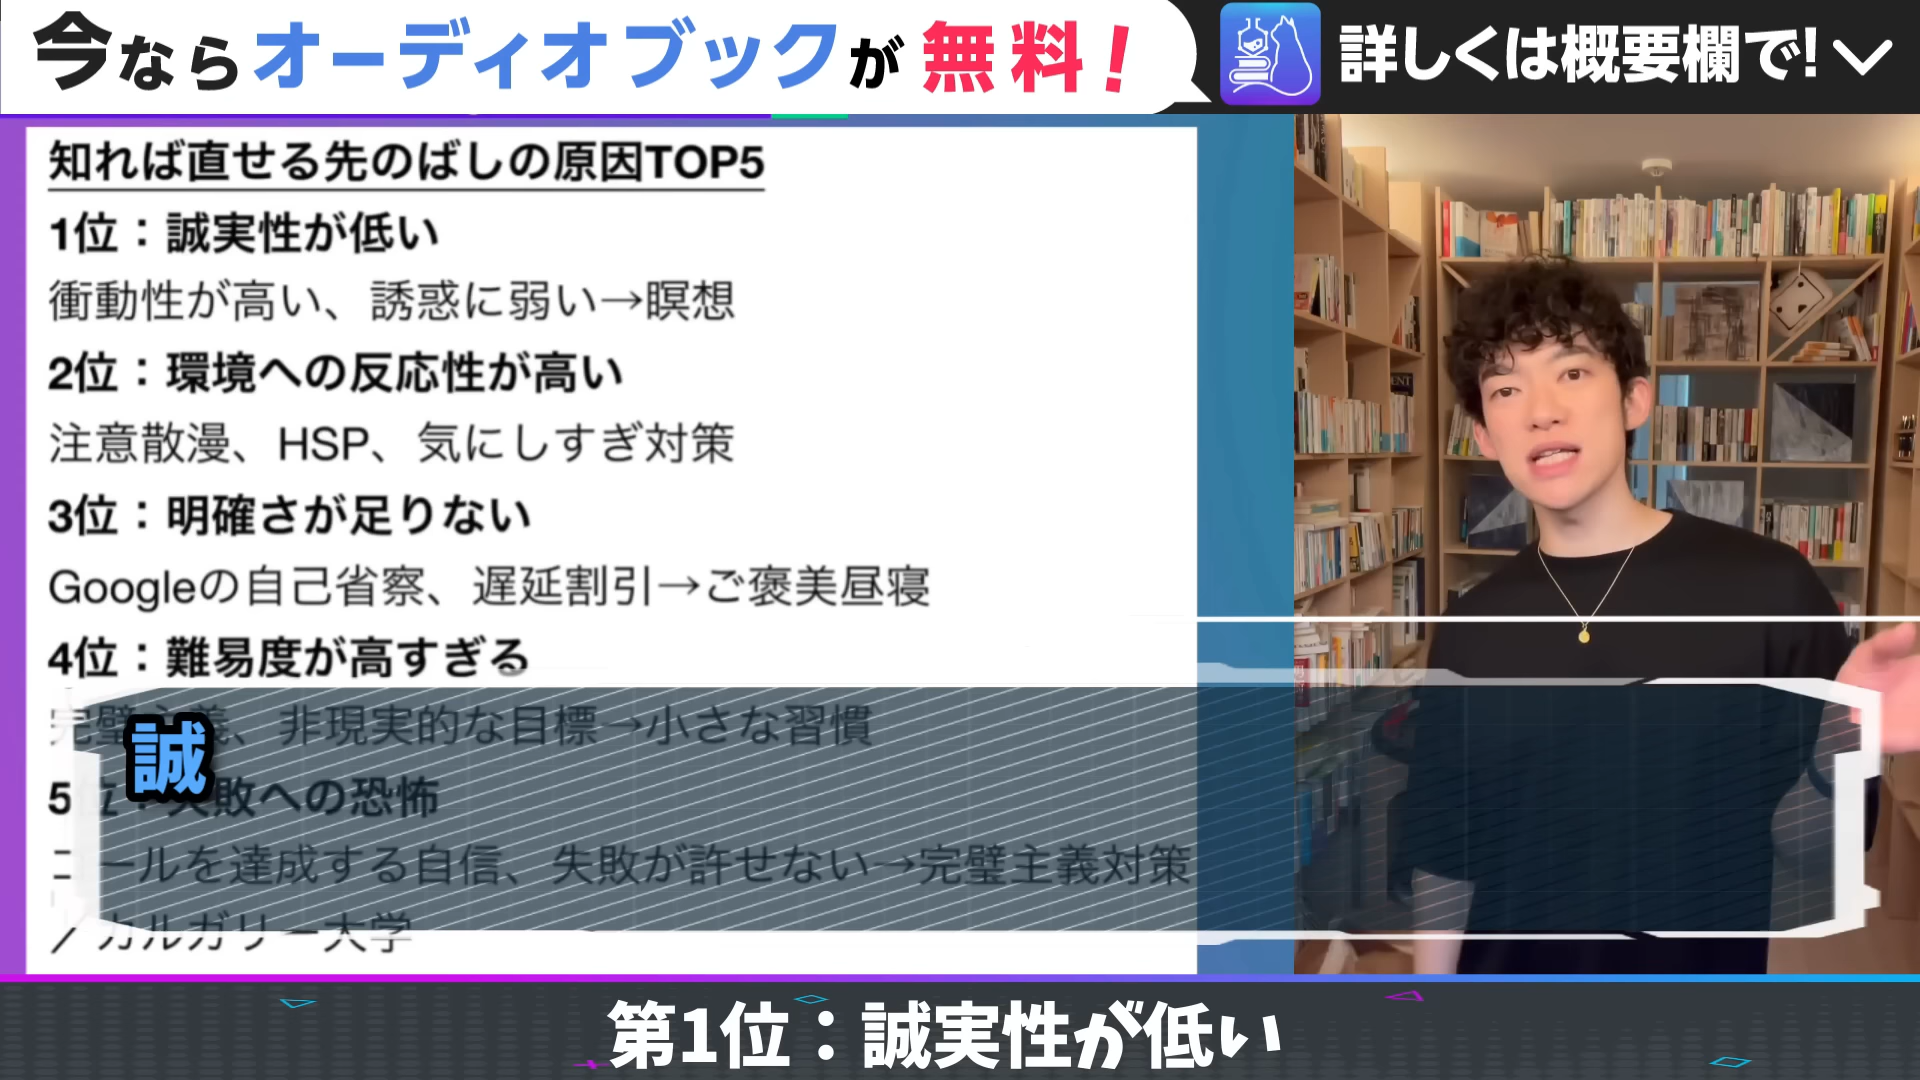 今ならオーディオブックが無料！
詳しくは概要欄で!
知れば直せる先のばしの原因TOP5
1位：誠実性が低い
衝動性が高い、誘惑に弱い→瞑想
2位：環境への反応性が高い
注意散漫、HSP、気にしすぎ対策
3位：明確さが足りない
Googleの自己省察、遅延割引→ご褒美昼寝
4位：難易度が高すぎる
完璧主義、非現実的な目標→小さな習慣
誠
5位：失敗への恐怖
ゴールを達成する自信、失敗が許せない→完璧主義対策
／カルガリー大学
第1位：誠実性が低い